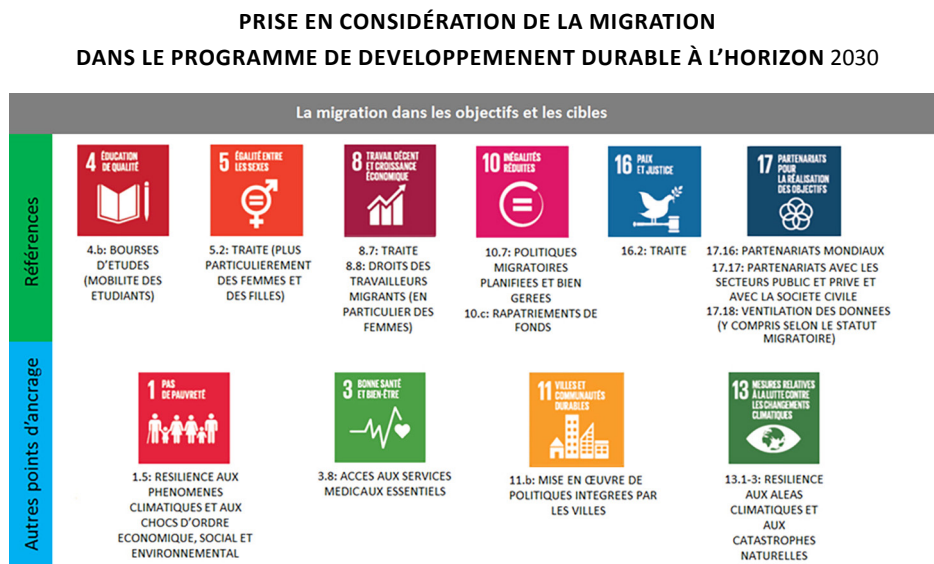 PRISE EN CONSIDÉRATION DE LA MIGRATION
DANS LE PROGRAMME DE DEVELOPPEMENENT DURABLE À L'HORIZON 2030
La migration dans les objectifs et les cibles
Références
4 ÉDUCATION
DE QUALITÉ
4.b: BOURSES
D'ETUDES
(MOBILITE DES
ETUDIANTS)
5 ÉGALITÉ ENTRE
LES SEXES
5.2: TRAITE (PLUS
PARTICULIEREMENT
DES FEMMES ET
DES FILLES)
8 TRAVAIL DÉCENT
ET CROISSANCE
ÉCONOMIQUE
8.7: TRAITE
8.8: DROITS DES
TRAVAILLEURS
MIGRANTS (EN
PARTICULIER DES
FEMMES)
10 INÉGALITÉS
RÉDUITES
10.7: POLITIQUES
MIGRATOIRES
PLANIFIEES ET BIEN
GEREES
10.c: RAPATRIEMENTS DE
FONDS
16 PAIX
ET JUSTICE
16.2: TRAITE
17 PARTENARIATS
POUR
LA RÉALISATION
DES OBJECTIFS
17.16: PARTENARIATS MONDIAUX
17.17: PARTENARIATS AVEC LES
SECTEURS PUBLIC ET PRIVE ET
AVEC LA SOCIETE CIVILE
17.18: VENTILATION DES DONNEES
(Y COMPRIS SELON LE STATUT
MIGRATOIRE)
Autres points d'ancrage
1 PAS
DE PAUVRETÉ
1.5: RESILIENCE AUX
PHENOMENES
CLIMATIQUES ET AUX
CHOCS D'ORDRE
ECONOMIQUE, SOCIAL ET
ENVIRONNEMENTAL
3 BONNE SANTÉ
ET BIEN-ÊTRE
3.8: ACCES AUX SERVICES
MEDICAUX ESSENTIELS
11 VILLES ET
COMMUNAUTÉS
DURABLES
11.b: MISE EN ŒUVRE DE
POLITIQUES INTEGREES PAR
LES VILLES
13 MESURES RELATIVES
À LA LUTTE CONTRE
LES CHANGEMENTS
CLIMATIQUES
13.1-3: RESILIENCE
AUX ALEAS
CLIMATIQUES ET
AUX
CATASTROPHES
NATURELLES